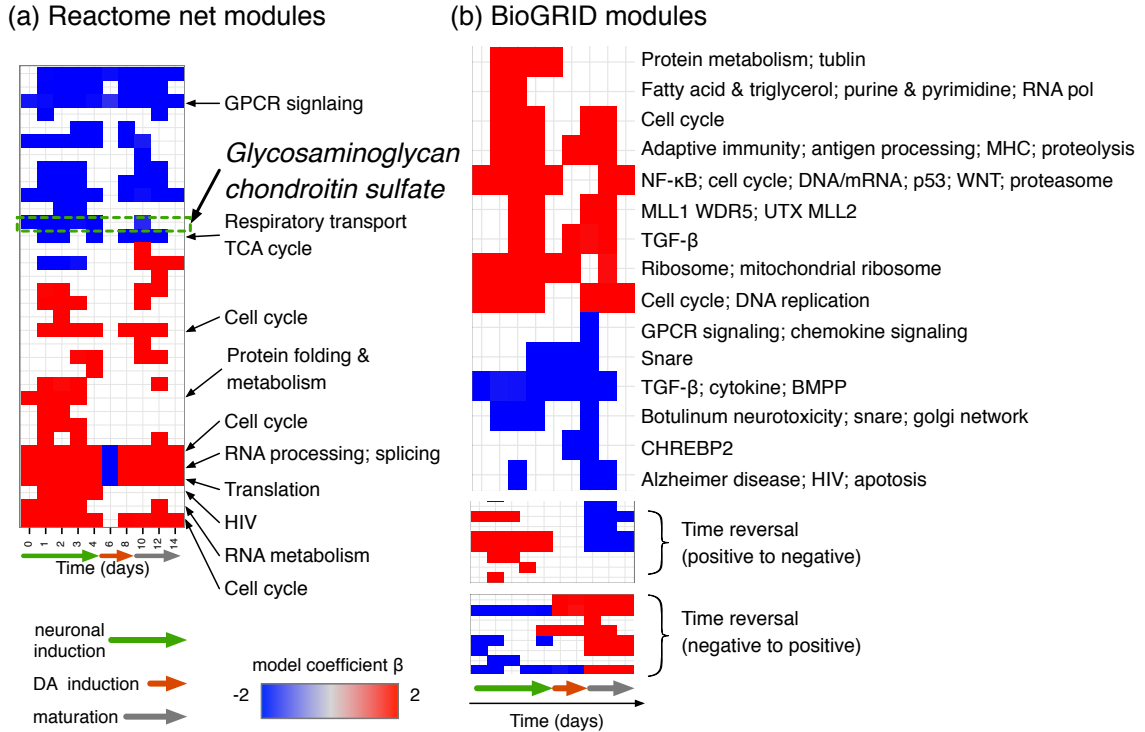 (a) Reactome net modules
GPCR signlaing
Glycosaminoglycan
chondroitin sulfate
Respiratory transport
TCA cycle
Cell cycle
Protein folding &
metabolism
Cell cycle
RNA processing; splicing
Translation
HIV
RNA metabolism
Cell cycle
0 1 2 3 4 6 8 10 12 14
Time (days)
neuronal
induction
DA induction
maturation
model coefficient β
-2 2
(b) BioGRID modules
Protein metabolism; tublin
Fatty acid & triglycerol; purine & pyrimidine; RNA pol
Cell cycle
Adaptive immunity; antigen processing; MHC; proteolysis
NF-κB; cell cycle; DNA/mRNA; p53; WNT; proteasome
MLL1 WDR5; UTX MLL2
TGF-β
Ribosome; mitochondrial ribosome
Cell cycle; DNA replication
GPCR signaling; chemokine signaling
Snare
TGF-β; cytokine; BMPP
Botulinum neurotoxicity; snare; golgi network
CHREBP2
Alzheimer disease; HIV; apotosis
Time reversal
(positive to negative)
Time reversal
(negative to positive)
Time (days)